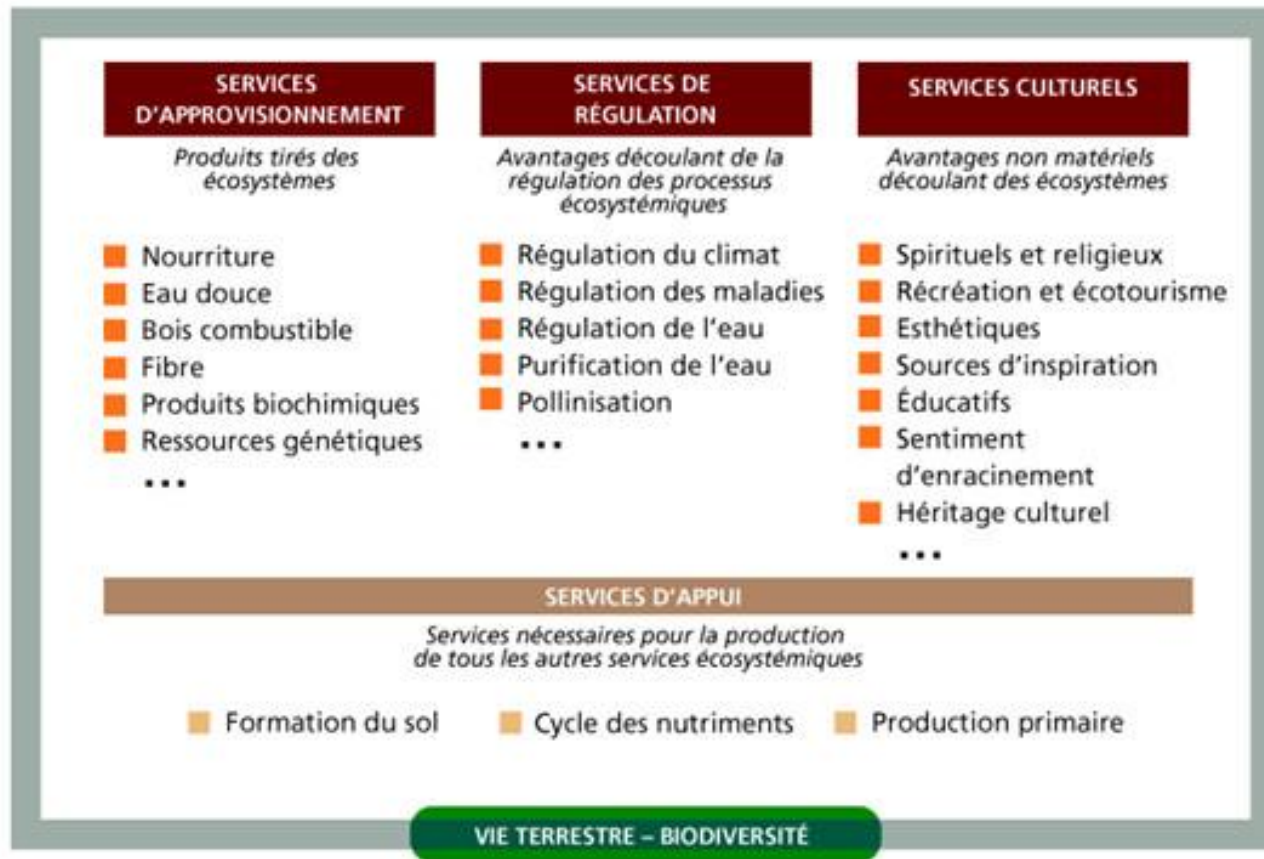 SERVICES
D'APPROVISIONNEMENT
Produits tirés des
écosystèmes
Nourriture
Eau douce
Bois combustible
Fibre
Produits biochimiques
Ressources génétiques
...
SERVICES DE
RÉGULATION
Avantages découlant de la
régulation des processus
écosystémiques
Régulation du climat
Régulation des maladies
Régulation de l'eau
Purification de l'eau
Pollinisation
...
SERVICES CULTURELS
Avantages non matériels
découlant des écosystèmes
Spirituels et religieux
Récréation et écotourisme
Esthétiques
Sources d'inspiration
Éducatifs
Sentiment
d'enracinement
Héritage culturel
...
SERVICES D'APPUI
Services nécessaires pour la production
de tous les autres services écosystémiques
Formation du sol
Cycle des nutriments
Production primaire
VIE TERRESTRE – BIODIVERSITÉ